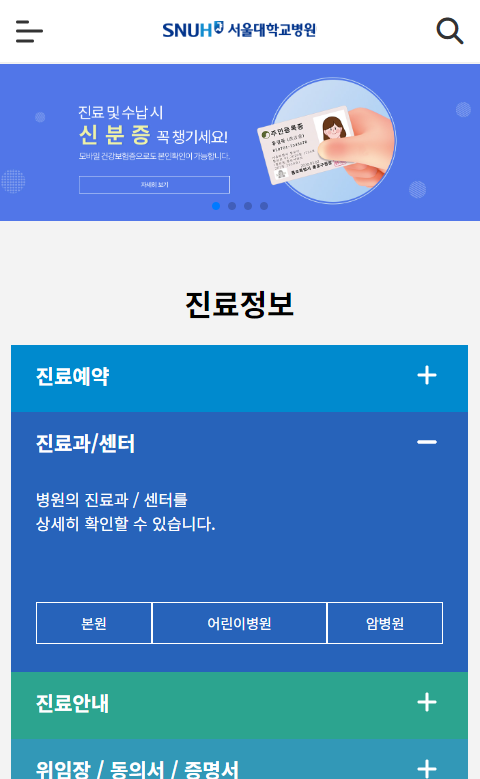 SNUH 서울대학교병원
진료 및 수납 시
신 분 증 꼭 챙기세요!
모바일 건강보험증으로도 본인확인이 가능합니다.
자세히 보기
주민등록증
진료정보
진료예약
진료과/센터
병원의 진료과 / 센터를
상세히 확인할 수 있습니다.
본원
어린이병원
암병원
진료안내
위임장 / 동의서 / 증명서